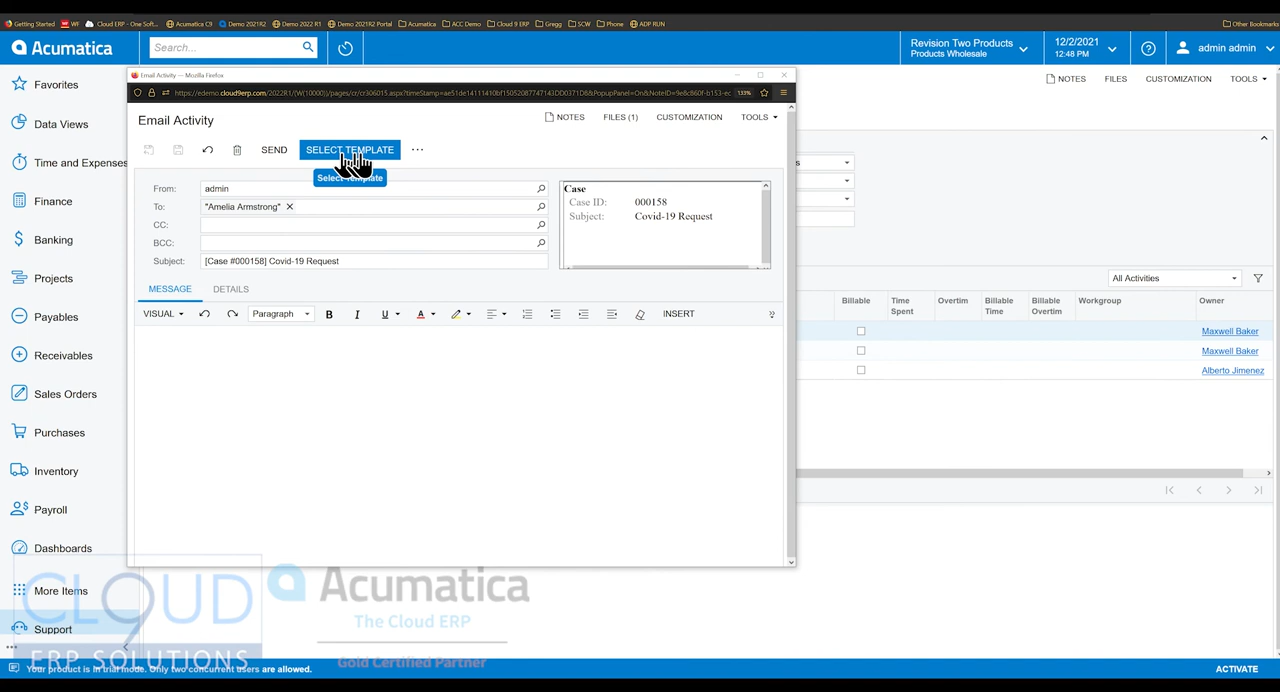 Getting Started WF WF Cloud ERP - One Soft... Acumatica C9 Demo 2021R2 Demo 2022 R1 Demo 2021R2 Portal Acumatica ACC Demo Cloud 9 ERP Gregg SCW Phone ADP RUN Other Bookmarks
Acumatica Search... Revision Two Products Products Wholesale 12/2/2021 12:48 PM admin admin
Email Activity — Mozilla Firefox
133%
NOTES FILES CUSTOMIZATION TOOLS
Email Activity NOTES FILES (1) CUSTOMIZATION TOOLS
SEND SELECT TEMPLATE ...
Select Template
From: admin
To: "Amelia Armstrong"
CC:
BCC:
Subject: [Case #000158] Covid-19 Request
Case
Case ID: 000158
Subject: Covid-19 Request
MESSAGE DETAILS
VISUAL Paragraph B I U A INSERT
s
All Activities
Billable Time Spent Overtim Billable Time Billable Overtim Workgroup Owner
Maxwell Baker
Maxwell Baker
Alberto Jimenez
Favorites
Data Views
Time and Expenses
Finance
Banking
Projects
Payables
Receivables
Sales Orders
Purchases
Inventory
Payroll
Dashboards
More Items
Support
CLOUD 9
ERP SOLUTIONS
Acumatica
The Cloud ERP
Gold Certified Partner
Your product is in trial mode. Only two concurrent users are allowed. ACTIVATE